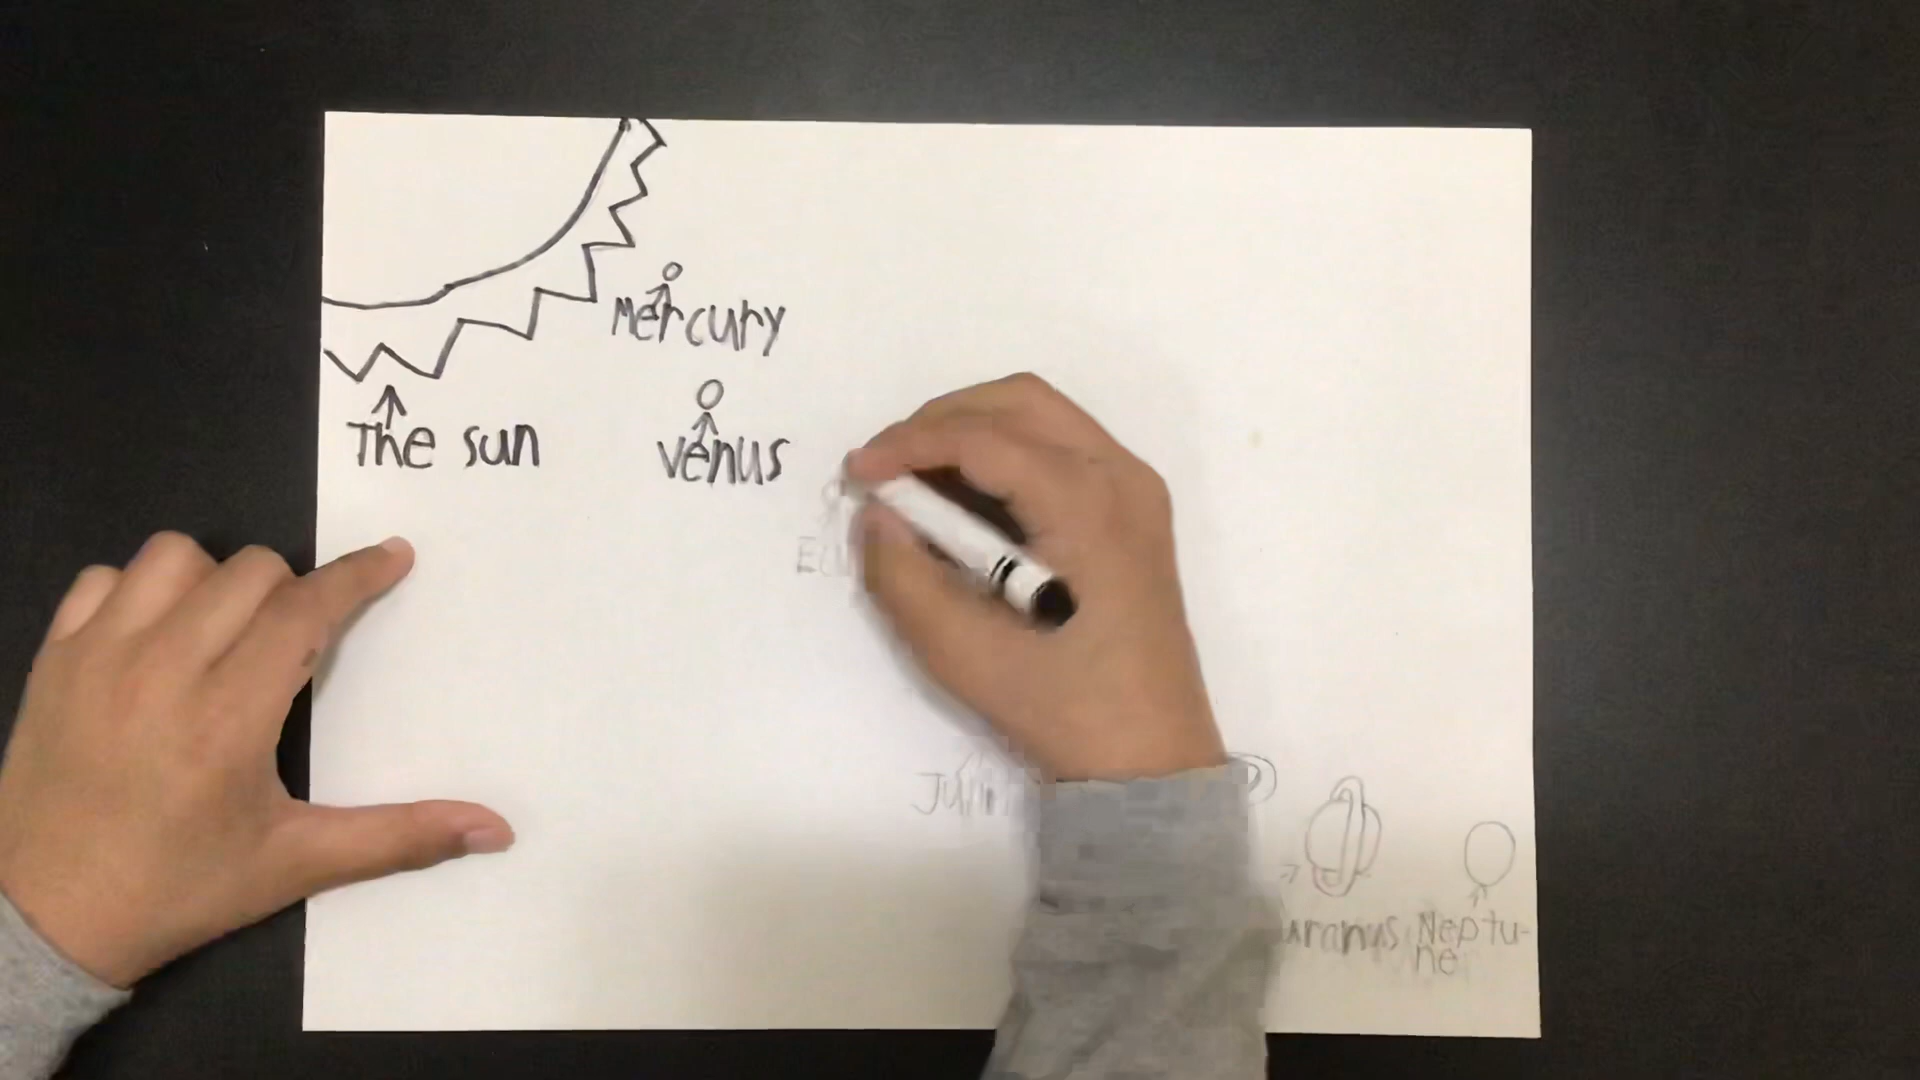 Mercury
The sun
venus
uranus
Neptu-
ne